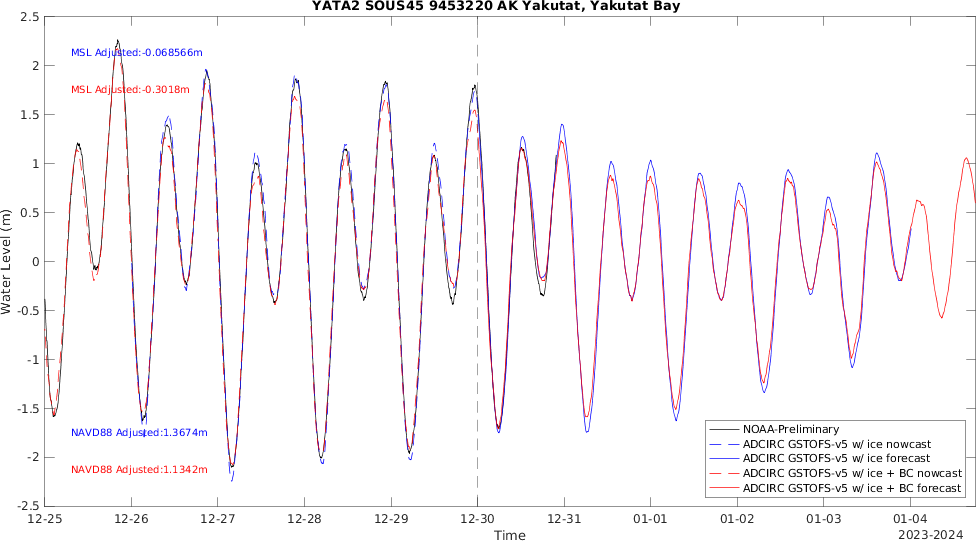 YATA2 SOUS45 9453220 AK Yakutat, Yakutat Bay
2.5
2
1.5
1
0.5
0
-0.5
-1
-1.5
-2
-2.5
Water Level (m)
MSL Adjusted:-0.068566m
MSL Adjusted:-0.3018m
NAVD88 Adjusted:1.3674m
NAVD88 Adjusted:1.1342m
NOAA-Preliminary
ADCIRC GSTOFS-v5 w/ ice nowcast
ADCIRC GSTOFS-v5 w/ ice forecast
ADCIRC GSTOFS-v5 w/ ice + BC nowcast
ADCIRC GSTOFS-v5 w/ ice + BC forecast
12-25 12-26 12-27 12-28 12-29 12-30 12-31 01-01 01-02 01-03 01-04
Time
2023-2024